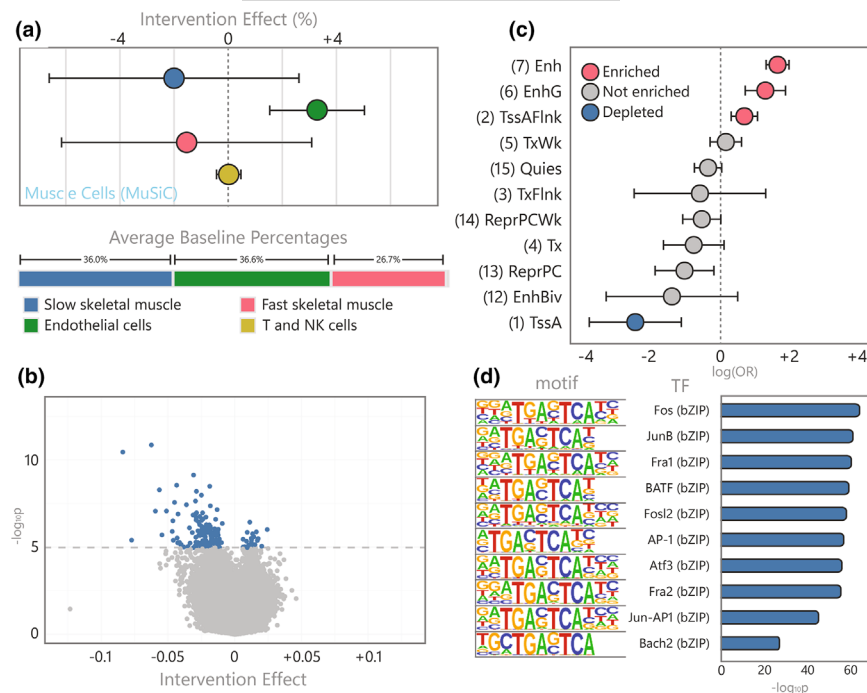 (a)
Intervention Effect (%)
-4 0 +4
Muscle Cells (MuSiC)
Average Baseline Percentages
36.0% 36.6% 26.7%
Slow skeletal muscle
Fast skeletal muscle
Endothelial cells
T and NK cells
(b)
-log₁₀p
10
5
0
-0.1 -0.05 0 +0.05 +0.1
Intervention Effect
(c)
(7) Enh
(6) EnhG
(2) TssAFlnk
(5) TxWk
(15) Quies
(3) TxFlnk
(14) ReprPCWk
(4) Tx
(13) ReprPC
(12) EnhBiv
(1) TssA
Enriched
Not enriched
Depleted
-4 -2 0 +2 +4
log(OR)
(d)
motif TF
Fos (bZIP)
JunB (bZIP)
Fra1 (bZIP)
BATF (bZIP)
Fosl2 (bZIP)
AP-1 (bZIP)
Atf3 (bZIP)
Fra2 (bZIP)
Jun-AP1 (bZIP)
Bach2 (bZIP)
0 20 40 60
-log₁₀p